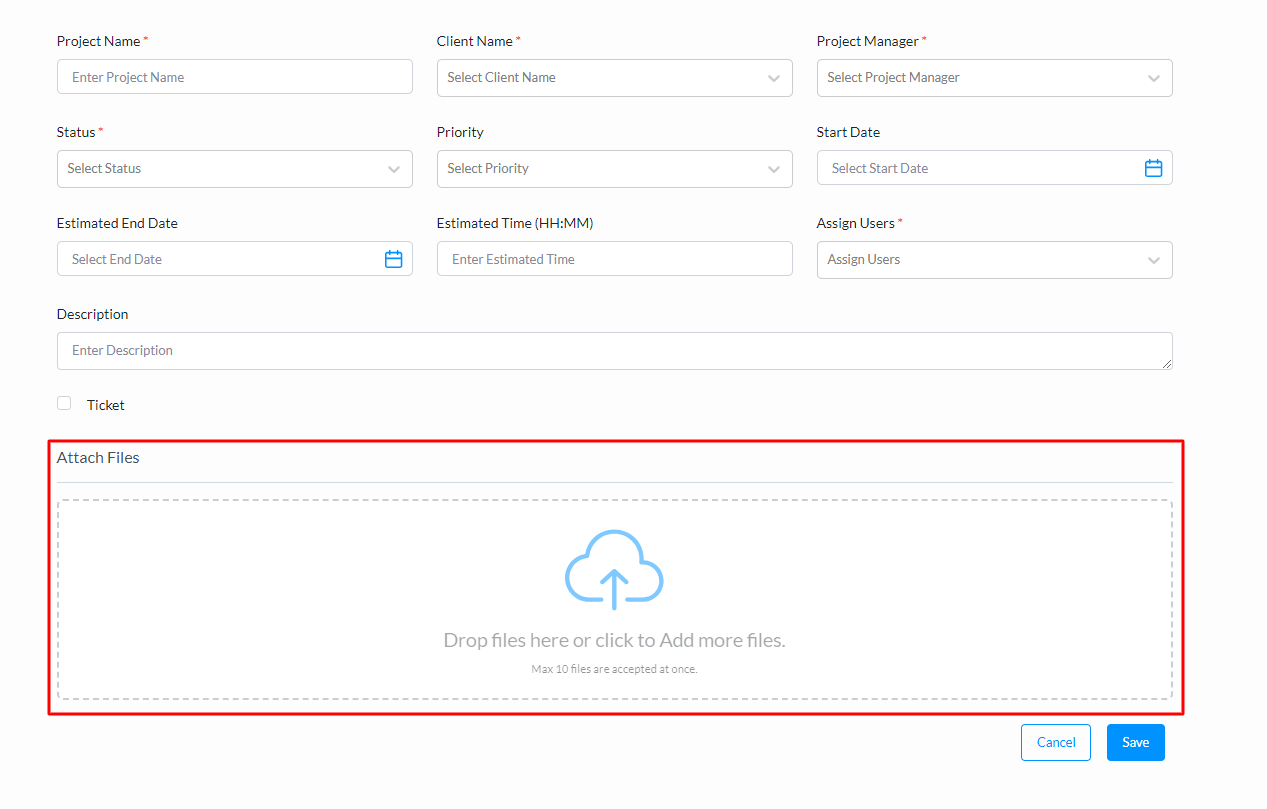 Project Name *
Client Name *
Project Manager *
Enter Project Name
Select Client Name
Select Project Manager
Status *
Priority
Start Date
Select Status
Select Priority
Select Start Date
Estimated End Date
Estimated Time (HH:MM)
Assign Users *
Select End Date
Enter Estimated Time
Assign Users
Description
Enter Description
Ticket
Attach Files
Drop files here or click to Add more files.
Max 10 files are accepted at once.
Cancel
Save